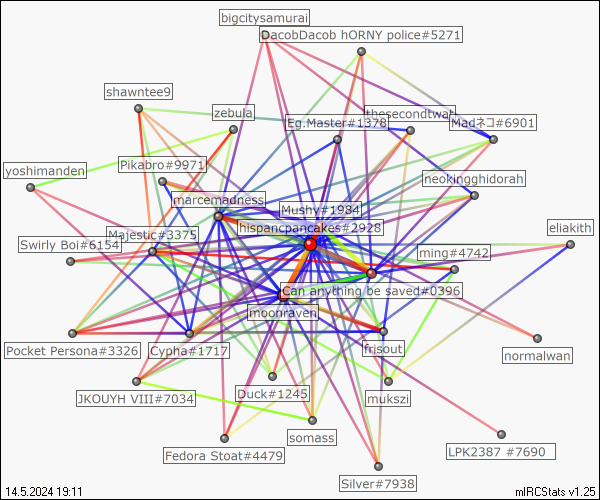 bigcitysamurai
DacobDacob hORNY police#5271
shawntee9
zebula
thesecondtwat
Eg.Master#1378
Madネコ#6901
yoshimanden
Pikabro#9971
neokingghidorah
marcemadness
Mushy#1984
hispancpancakes#2928
eliakith
Majestic#3375
Swirly Boi#6154
ming#4742
Can anything be saved#0396
moonraven
Pocket Persona#3326
Cypha#1717
frisout
normalwan
JKOUYH VIII#7034
Duck#1245
mukszi
somass
Fedora Stoat#4479
LPK2387 #7690
Silver#7938
14.5.2024 19:11
mIRCStats v1.25